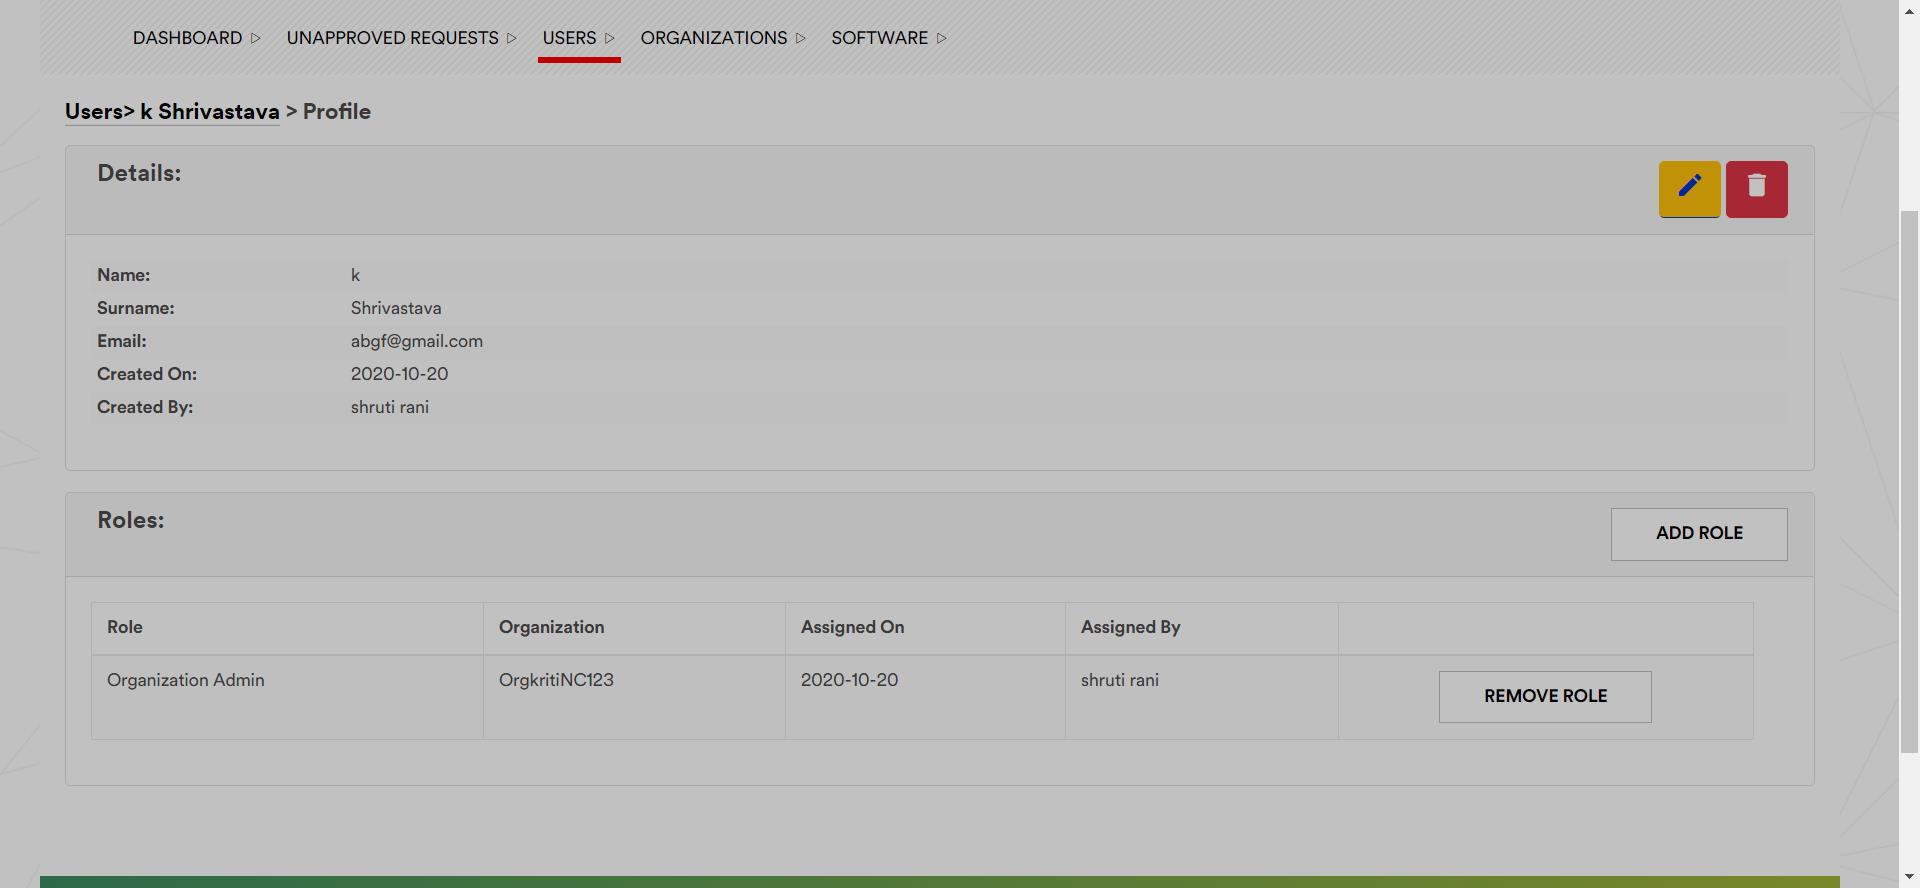 DASHBOARD UNAPPROVED REQUESTS USERS ORGANIZATIONS SOFTWARE
Users> k Shrivastava > Profile
Details:
Name: k
Surname: Shrivastava
Email: abgf@gmail.com
Created On: 2020-10-20
Created By: shruti rani
Roles:
ADD ROLE
Role Organization Assigned On Assigned By
Organization Admin OrgkritiNC123 2020-10-20 shruti rani REMOVE ROLE